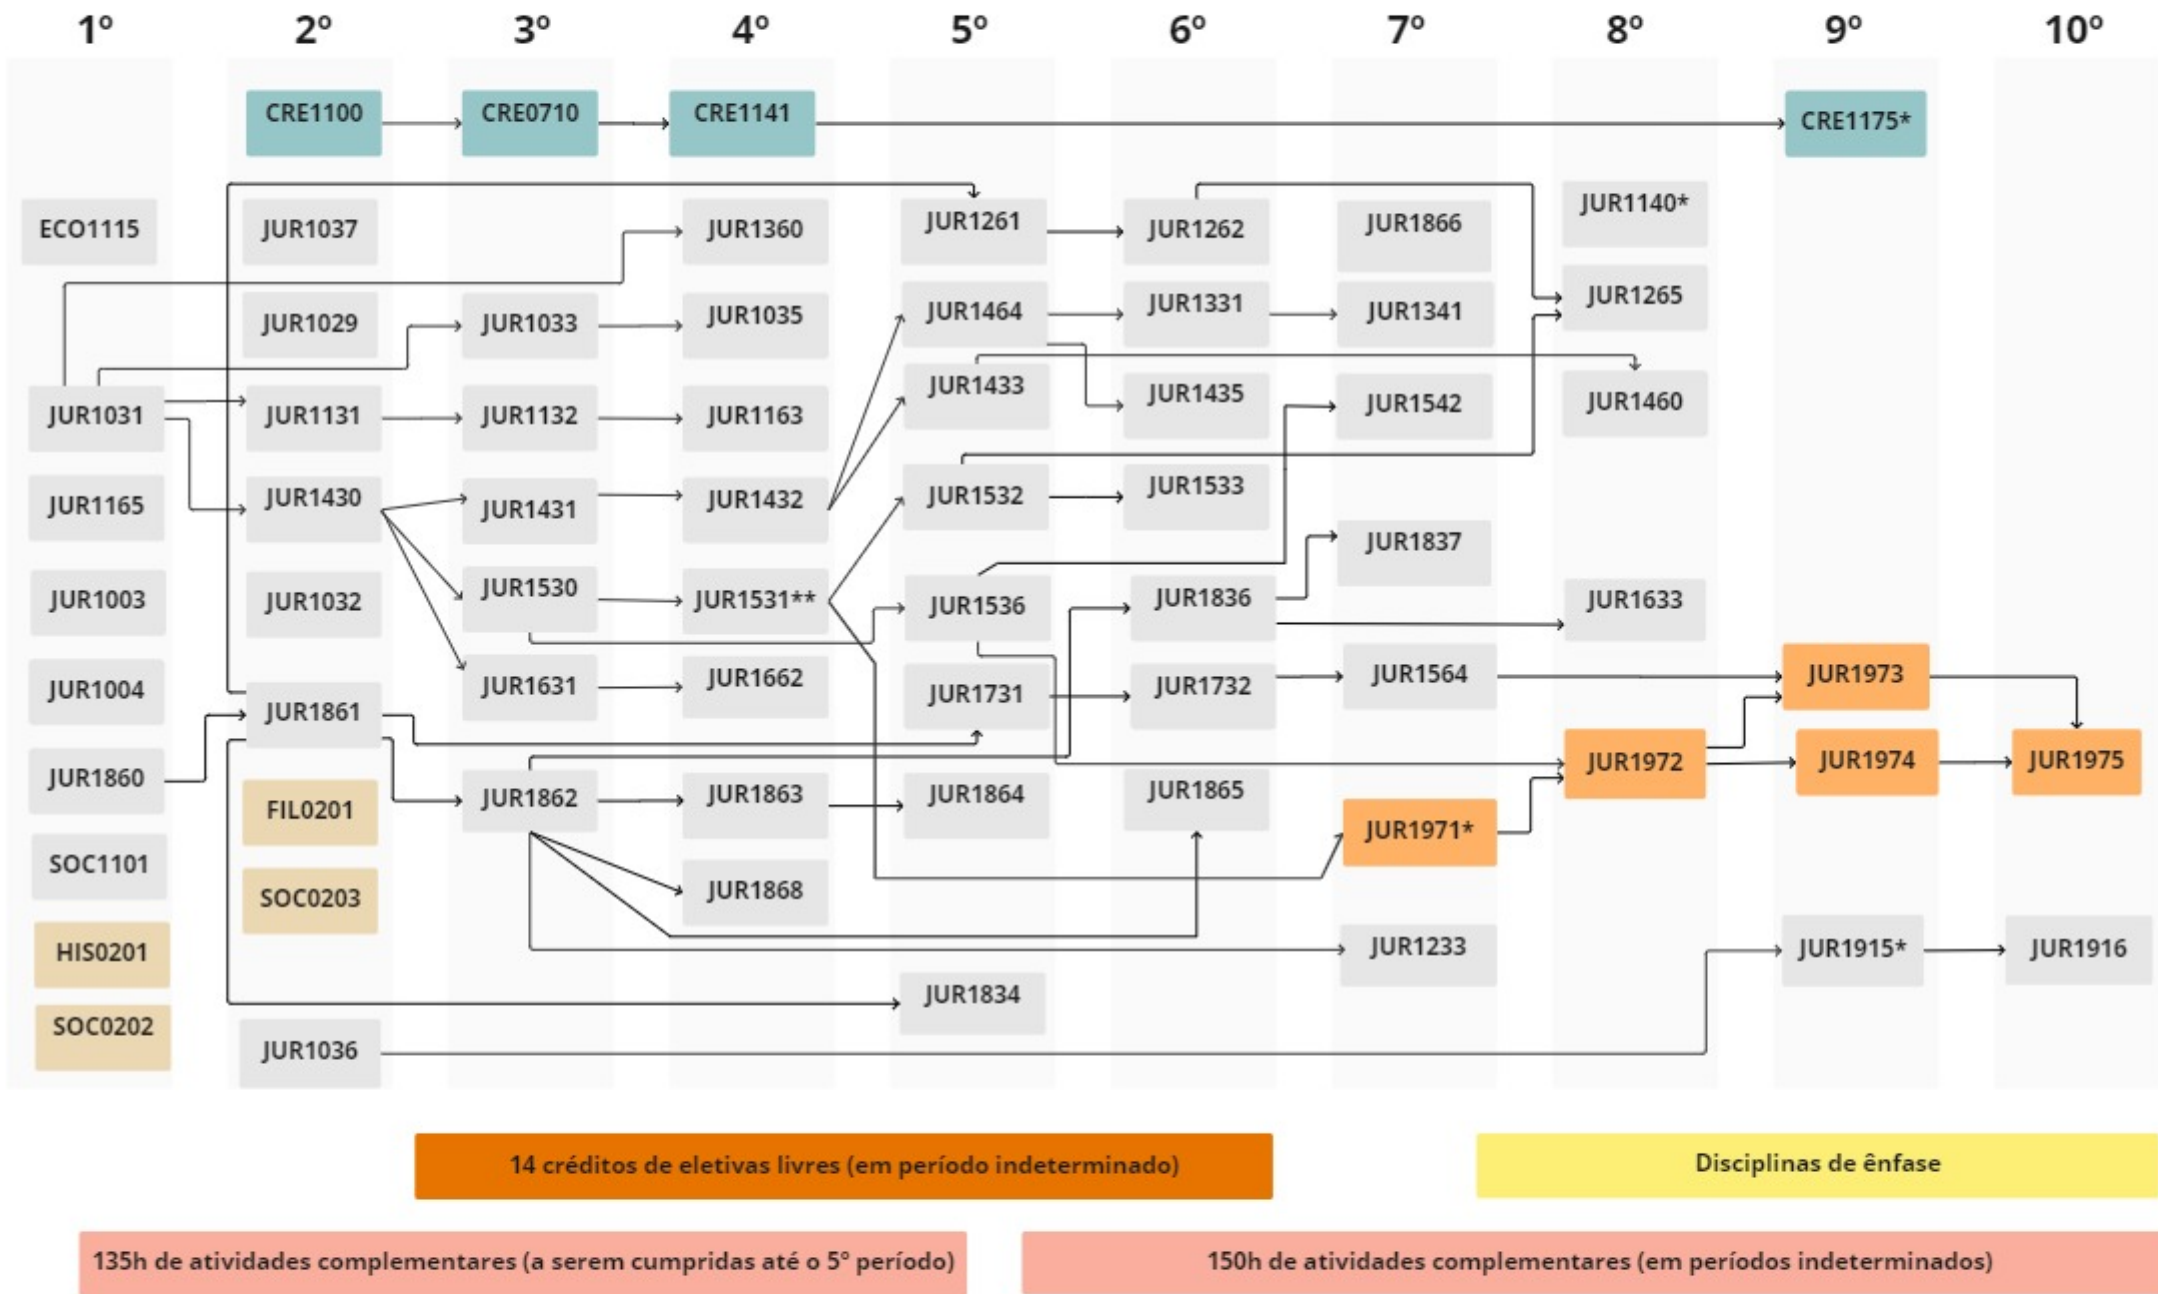 1º 2º 3º 4º 5º 6º 7º 8º 9º 10º
CRE1100 CRE0710 CRE1141 CRE1175*
ECO1115 JUR1037 JUR1360 JUR1261 JUR1262 JUR1866 JUR1140*
JUR1029 JUR1033 JUR1035 JUR1464 JUR1331 JUR1341 JUR1265
JUR1031 JUR1131 JUR1132 JUR1163 JUR1433 JUR1435 JUR1542 JUR1460
JUR1165 JUR1430 JUR1431 JUR1432 JUR1532 JUR1533 JUR1837
JUR1003 JUR1032 JUR1530 JUR1531** JUR1536 JUR1836 JUR1633
JUR1004 JUR1861 JUR1631 JUR1662 JUR1731 JUR1732 JUR1564 JUR1973
JUR1860 FIL0201 JUR1862 JUR1863 JUR1864 JUR1865 JUR1971* JUR1972 JUR1974 JUR1975
SOC1101 SOC0203 JUR1868
HIS0201 JUR1233 JUR1915* JUR1916
SOC0202 JUR1036 JUR1834
14 créditos de eletivas livres (em período indeterminado) Disciplinas de ênfase
135h de atividades complementares (a serem cumpridas até o 5º período) 150h de atividades complementares (em períodos indeterminados)